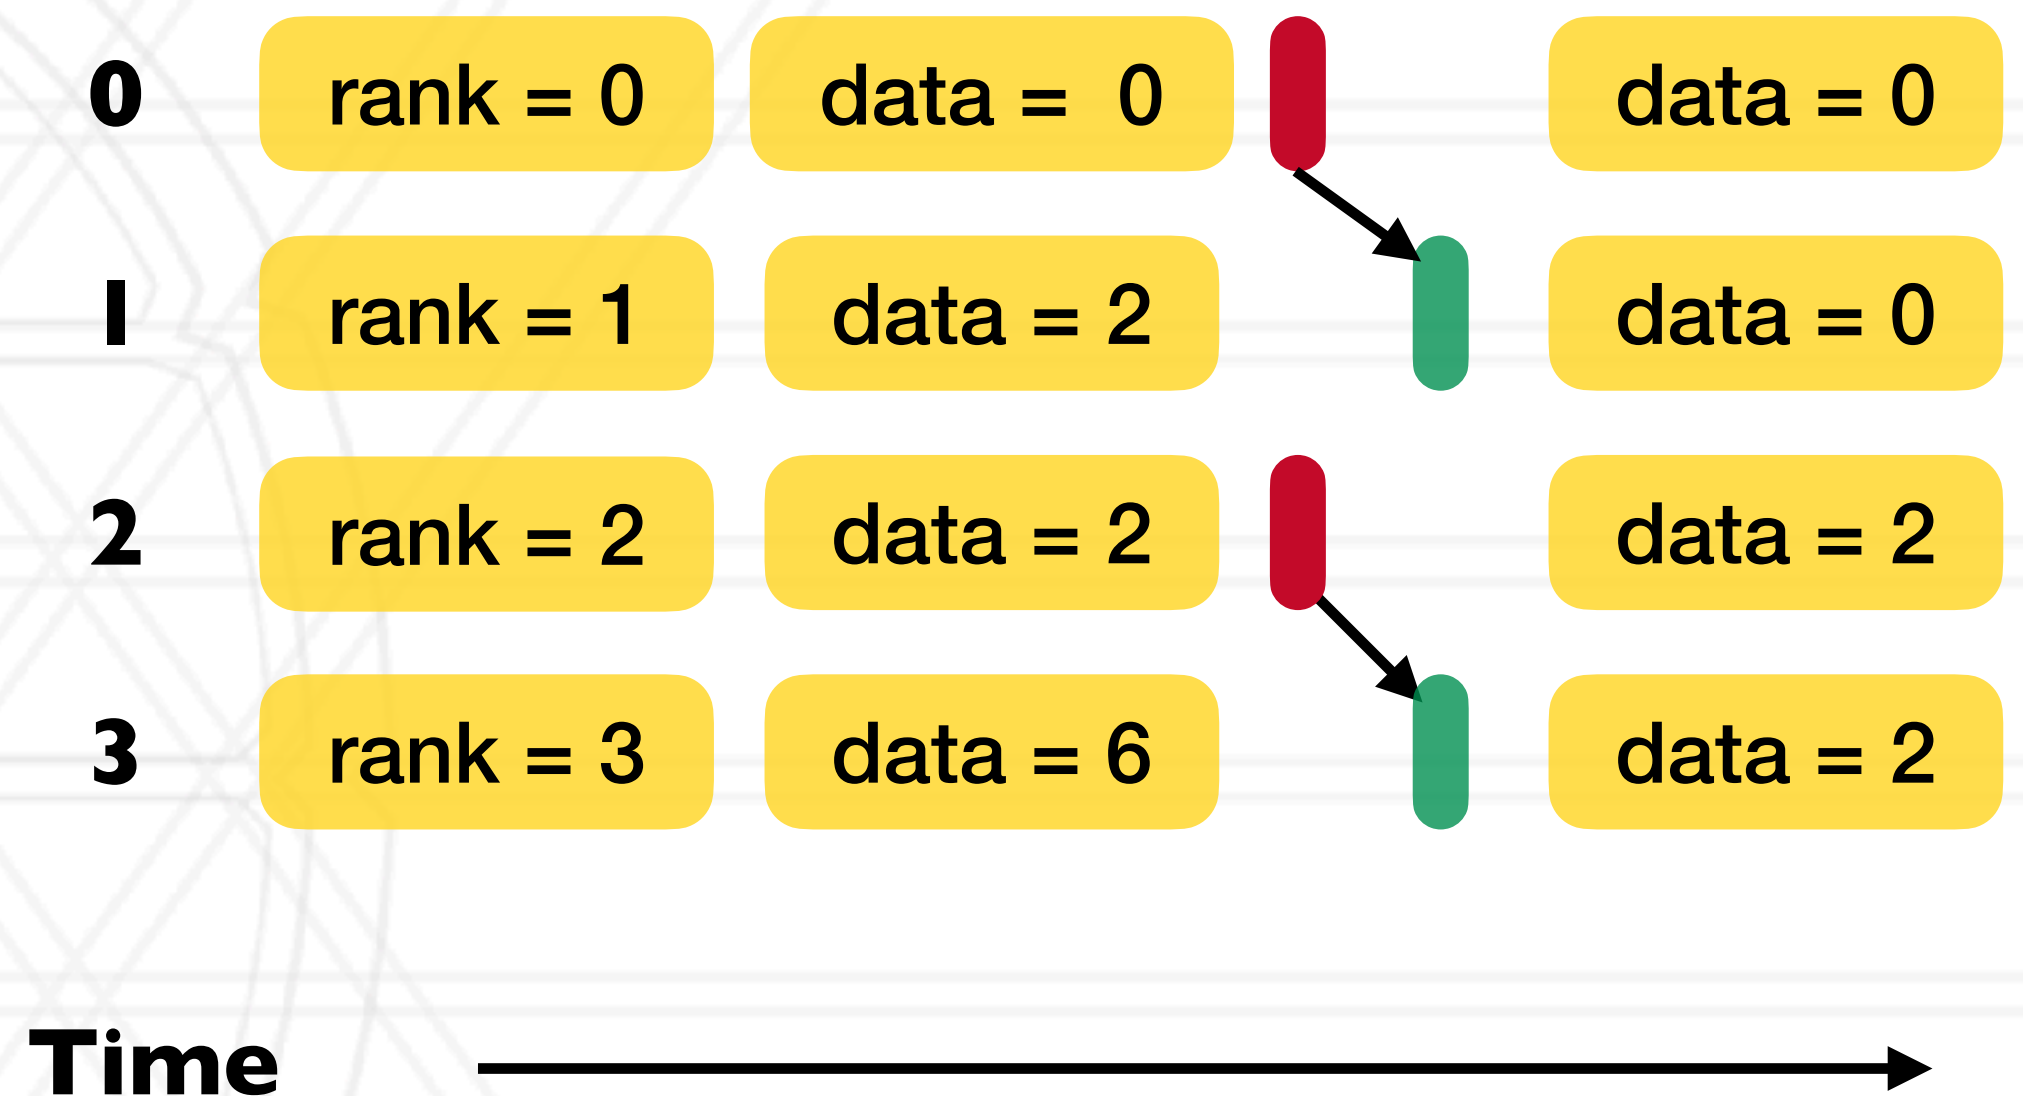 0 rank = 0 data = 0 data = 0
1 rank = 1 data = 2 data = 0
2 rank = 2 data = 2 data = 2
3 rank = 3 data = 6 data = 2
Time